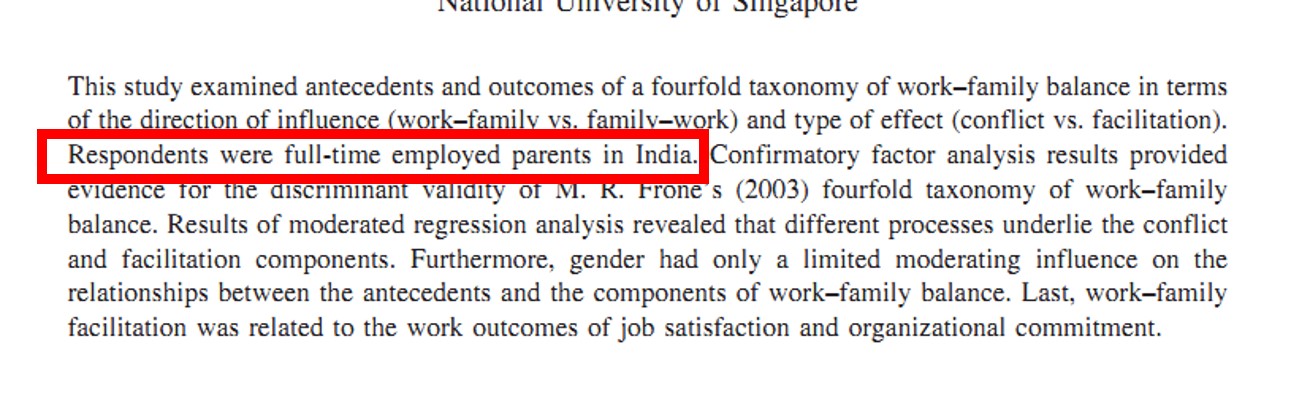 National University of Singapore
This study examined antecedents and outcomes of a fourfold taxonomy of work–family balance in terms
of the direction of influence (work–family vs. family–work) and type of effect (conflict vs. facilitation).
Respondents were full-time employed parents in India. Confirmatory factor analysis results provided
evidence for the discriminant validity of M. R. Frone's (2003) fourfold taxonomy of work–family
balance. Results of moderated regression analysis revealed that different processes underlie the conflict
and facilitation components. Furthermore, gender had only a limited moderating influence on the
relationships between the antecedents and the components of work–family balance. Last, work–family
facilitation was related to the work outcomes of job satisfaction and organizational commitment.